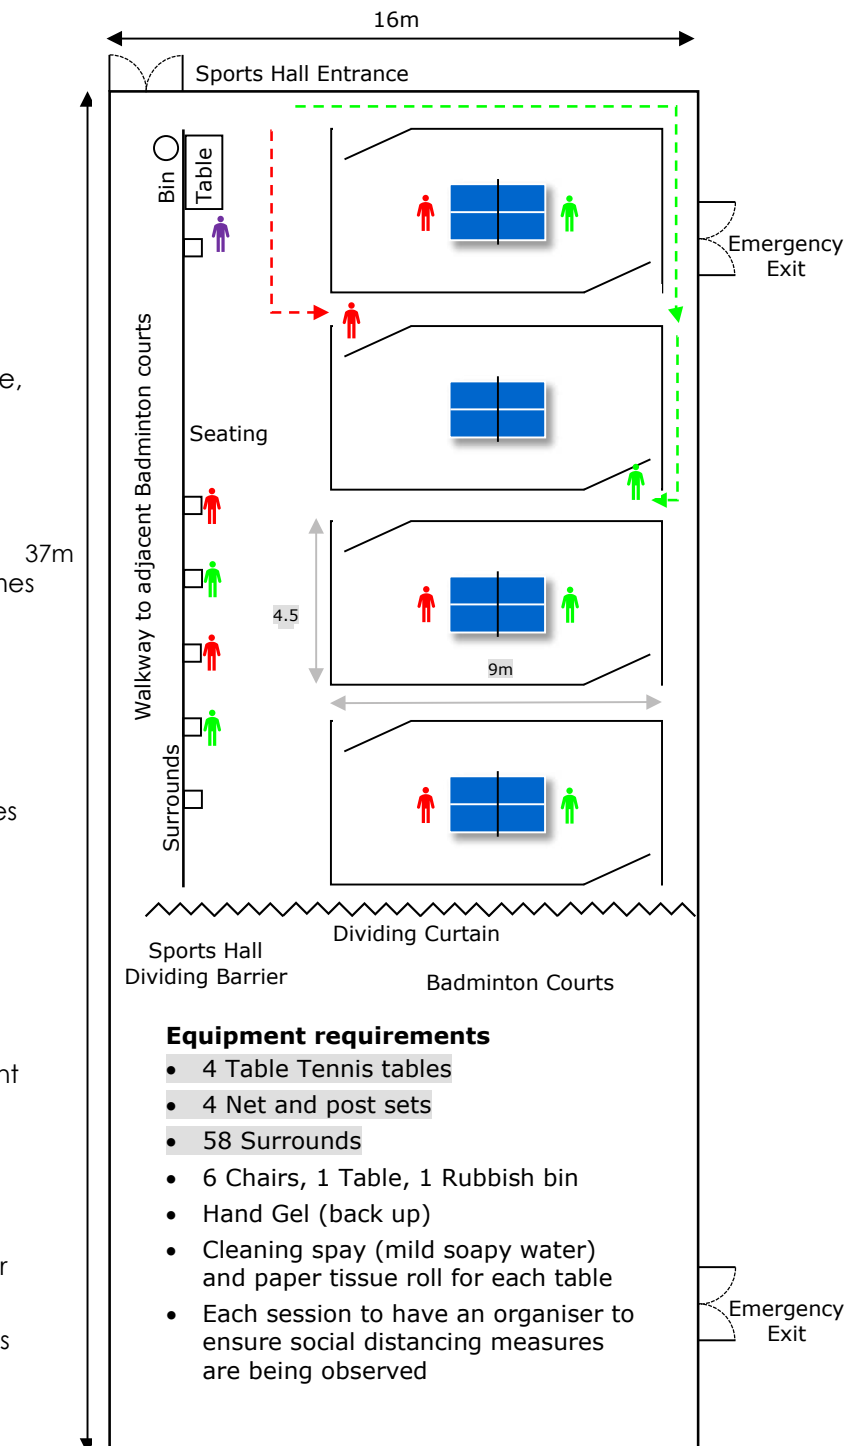 16m
Sports Hall Entrance
Bin
Table
Emergency
Exit
e,
Walkway to adjacent Badminton courts
Seating
37m
nes
4.5
9m
Surrounds
es
Dividing Curtain
Sports Hall
Dividing Barrier
Badminton Courts
Equipment requirements
• 4 Table Tennis tables
nt
• 4 Net and post sets
• 58 Surrounds
• 6 Chairs, 1 Table, 1 Rubbish bin
• Hand Gel (back up)
• Cleaning spay (mild soapy water)
and paper tissue roll for each table
r
• Each session to have an organiser to
ensure social distancing measures
are being observed
s
Emergency
Exit